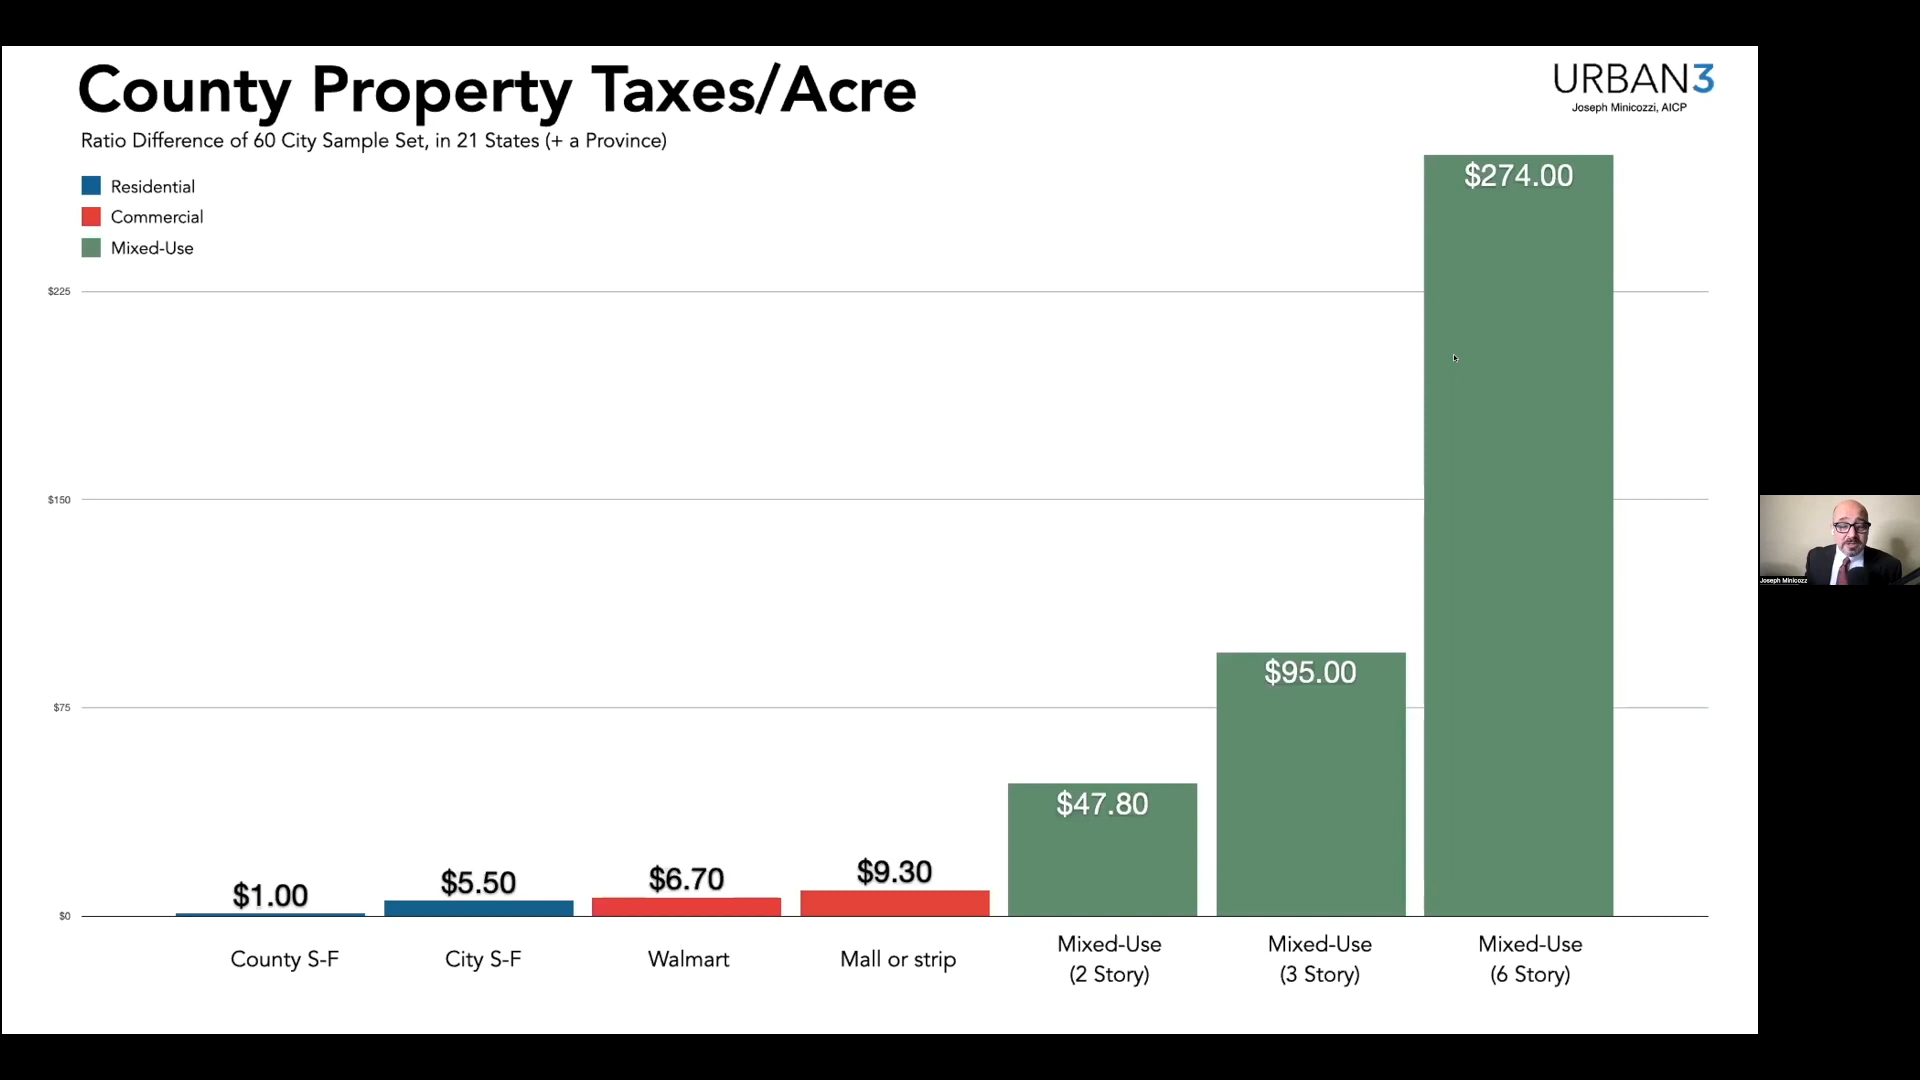 County Property Taxes/Acre
Ratio Difference of 60 City Sample Set, in 21 States (+ a Province)
URBAN3
Joseph Minicozzi, AICP
Residential
Commercial
Mixed-Use
$225
$150
$75
$0
$1.00
$5.50
$6.70
$9.30
$47.80
$95.00
$274.00
County S-F
City S-F
Walmart
Mall or strip
Mixed-Use
(2 Story)
Mixed-Use
(3 Story)
Mixed-Use
(6 Story)
Joseph Minicozz